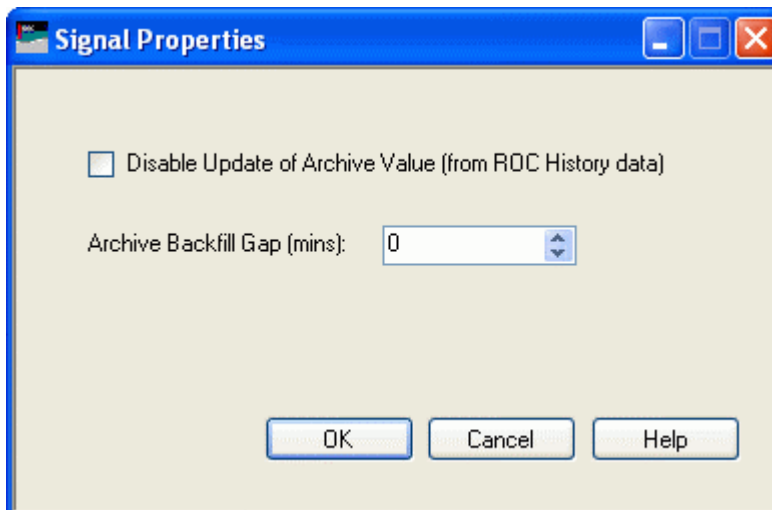 Signal Properties
Disable Update of Archive Value (from ROC History data)
Archive Backfill Gap (mins): 0
OK Cancel Help